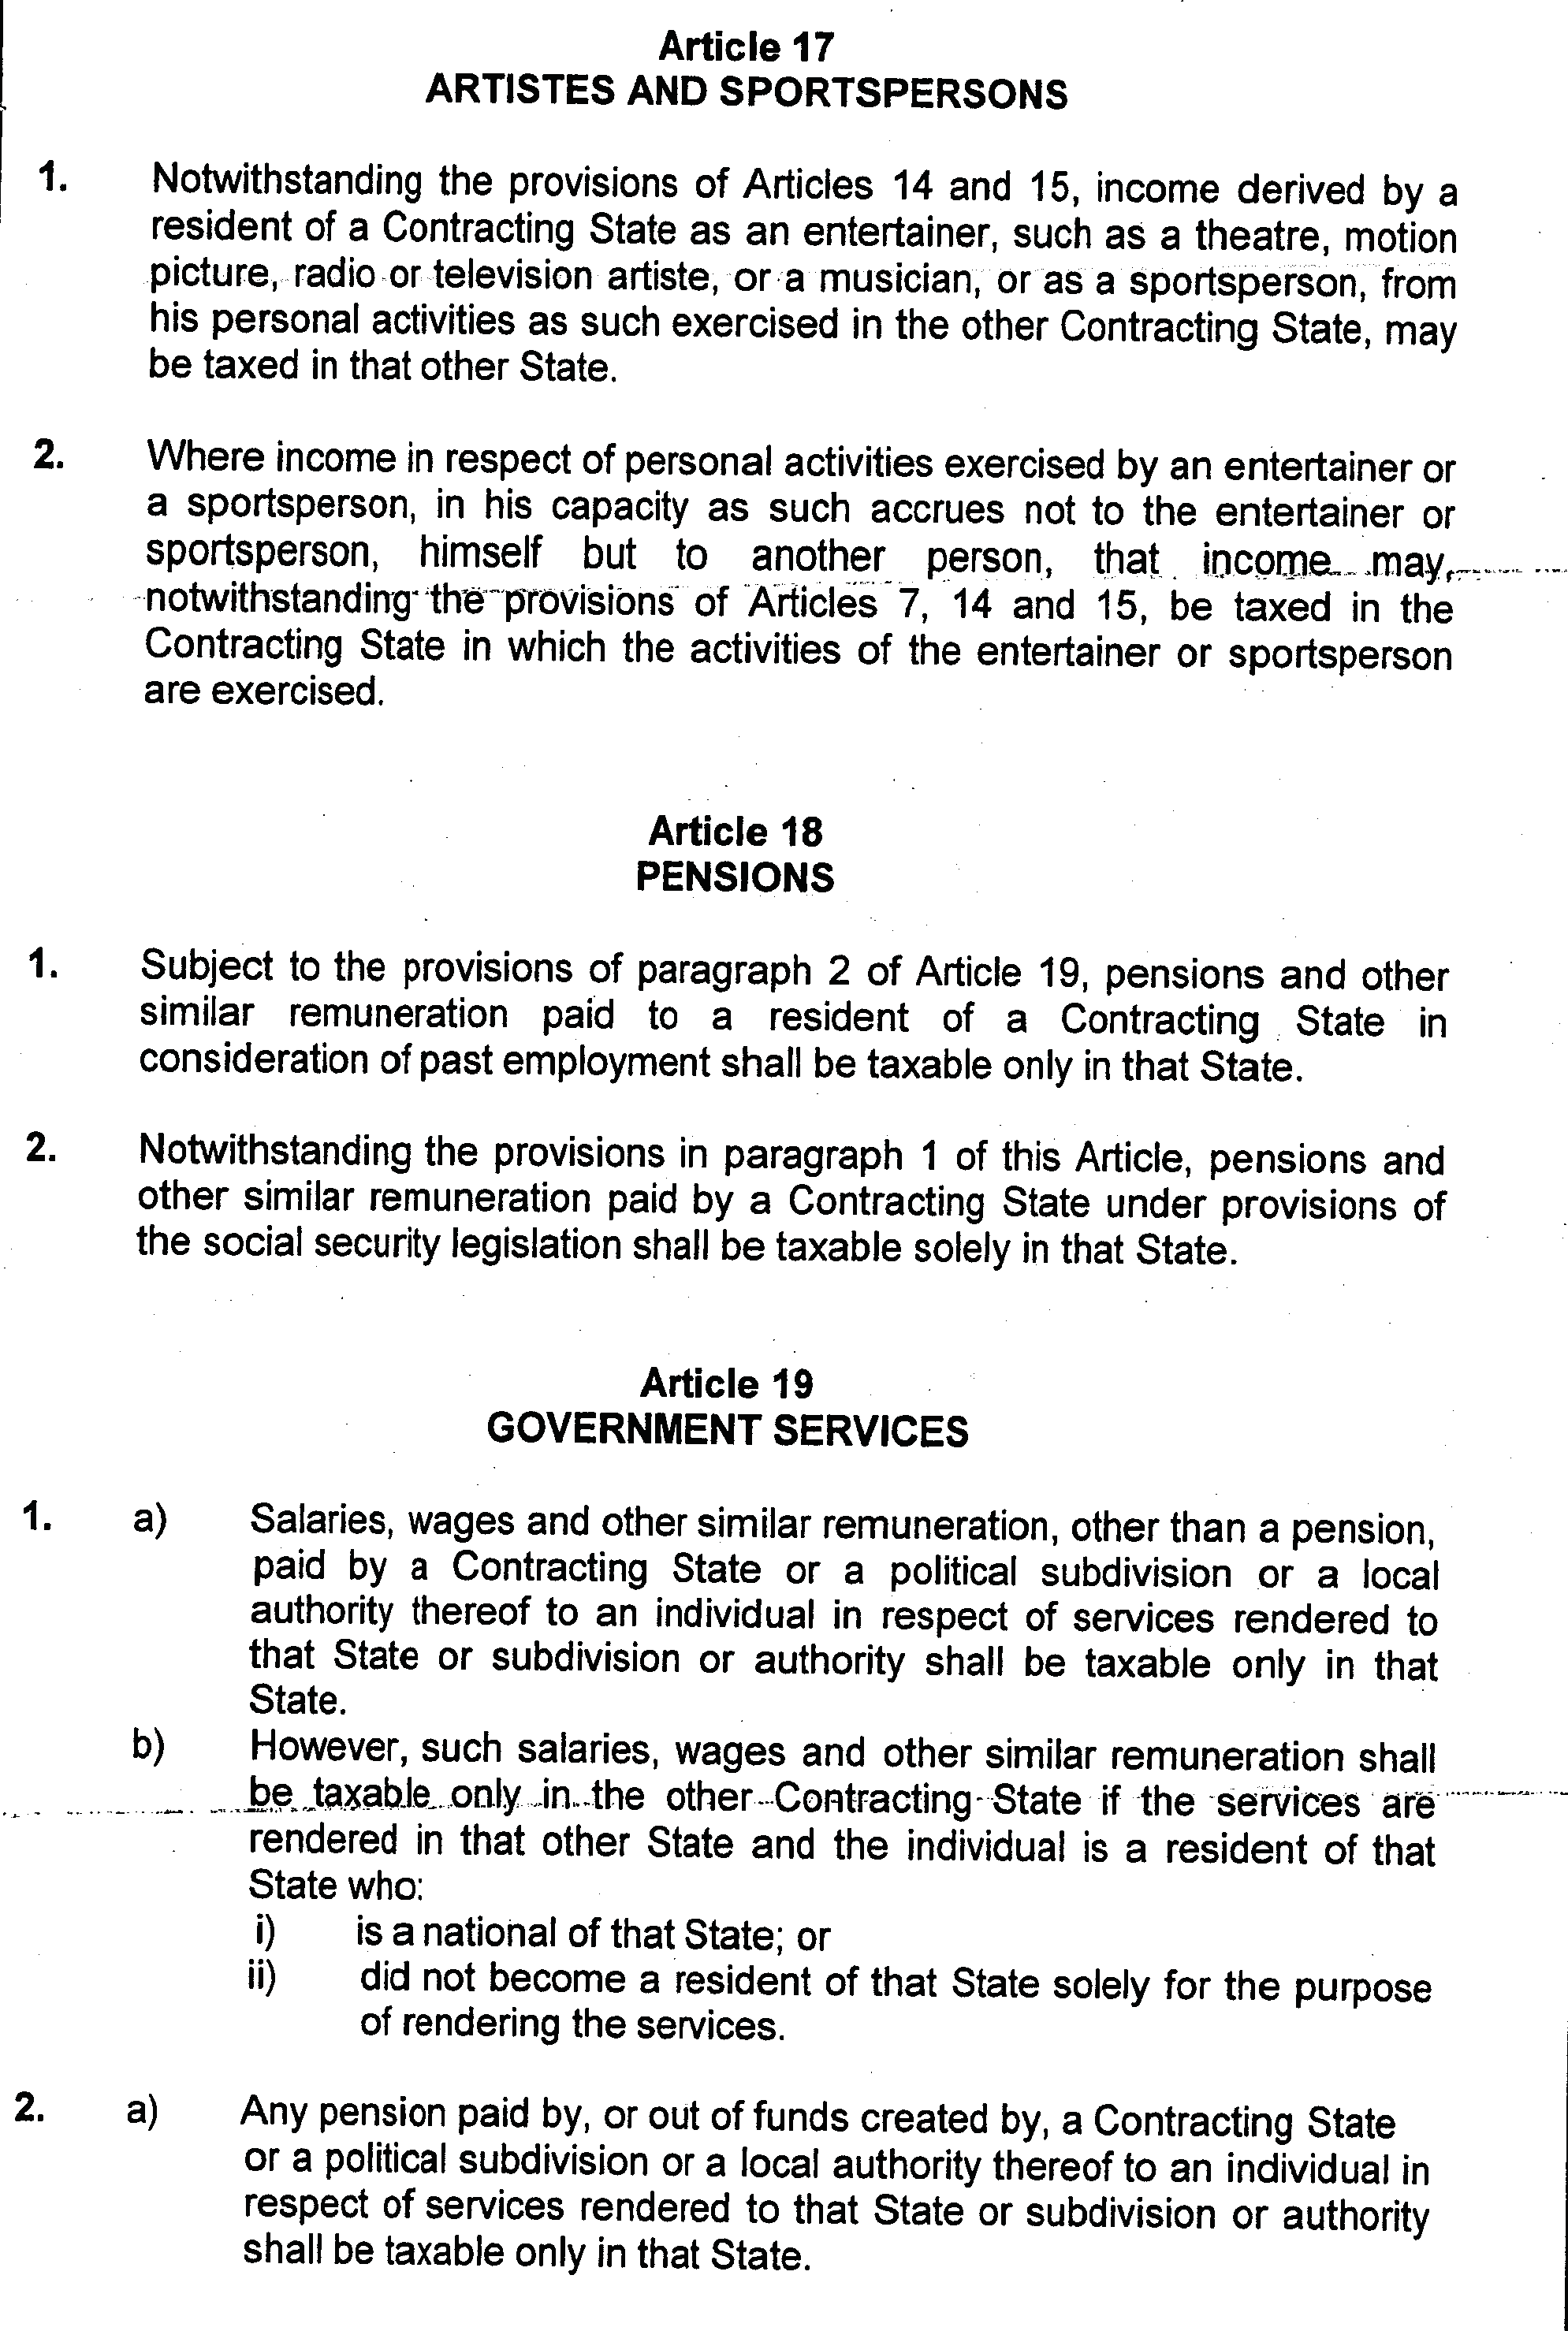 Article 17
ARTISTES AND SPORTSPERSONS
1. Notwithstanding the provisions of Articles 14 and 15, income derived by a
resident of a Contracting State as an entertainer, such as a theatre, motion
picture, radio or television artiste, or a musician, or as a sportsperson, from
his personal activities as such exercised in the other Contracting State, may
be taxed in that other State.
2. Where income in respect of personal activities exercised by an entertainer or
a sportsperson, in his capacity as such accrues not to the entertainer or
sportsperson, himself but to another person, that income may,
notwithstanding the provisions of Articles 7, 14 and 15, be taxed in the
Contracting State in which the activities of the entertainer or sportsperson
are exercised.
Article 18
PENSIONS
1. Subject to the provisions of paragraph 2 of Article 19, pensions and other
similar remuneration paid to a resident of a Contracting State in
consideration of past employment shall be taxable only in that State.
2. Notwithstanding the provisions in paragraph 1 of this Article, pensions and
other similar remuneration paid by a Contracting State under provisions of
the social security legislation shall be taxable solely in that State.
Article 19
GOVERNMENT SERVICES
1. a) Salaries, wages and other similar remuneration, other than a pension,
paid by a Contracting State or a political subdivision or a local
authority thereof to an individual in respect of services rendered to
that State or subdivision or authority shall be taxable only in that
State.
b) However, such salaries, wages and other similar remuneration shall
be taxable only in the other Contracting State if the services are
rendered in that other State and the individual is a resident of that
State who:
i) is a national of that State; or
ii) did not become a resident of that State solely for the purpose
of rendering the services.
2. a) Any pension paid by, or out of funds created by, a Contracting State
or a political subdivision or a local authority thereof to an individual in
respect of services rendered to that State or subdivision or authority
shall be taxable only in that State.